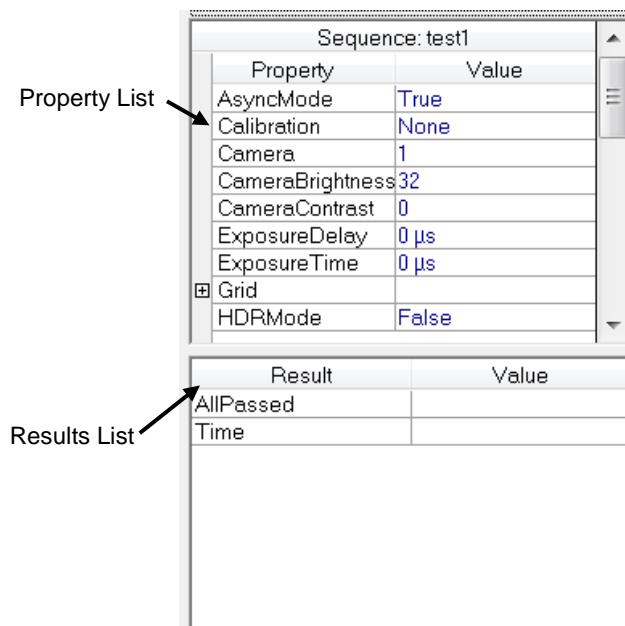 Sequence: test1
Property Value
Property List
AsyncMode True
Calibration None
Camera 1
CameraBrightness 32
CameraContrast 0
ExposureDelay 0 µs
ExposureTime 0 µs
Grid
HDRMode False
Result Value
AllPassed
Time
Results List